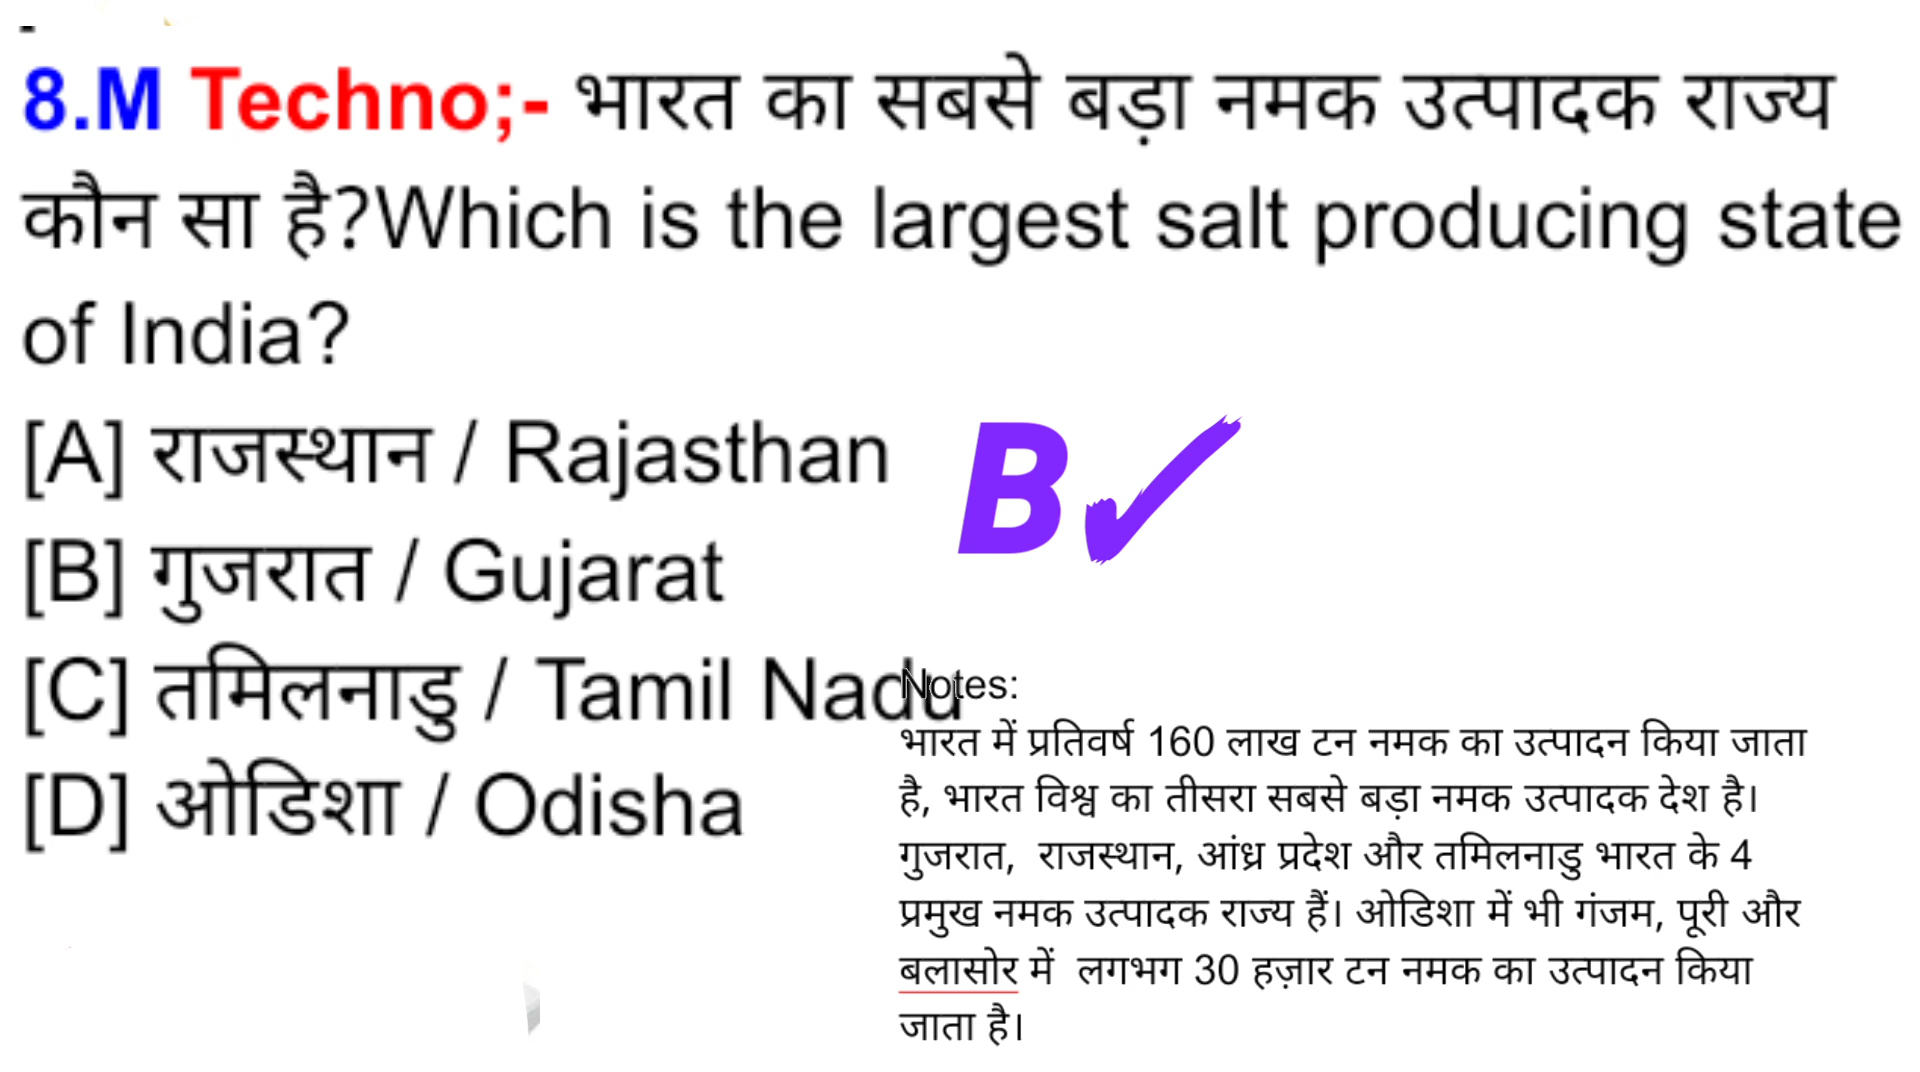 8.M Techno;- भारत का सबसे बड़ा नमक उत्पादक राज्य
कौन सा है?Which is the largest salt producing state
of India?
[A] राजस्थान / Rajasthan
[B] गुजरात / Gujarat
[C] तमिलनाडु / Tamil Nadu
[D] ओडिशा / Odisha
B✓
Notes:
भारत में प्रतिवर्ष 160 लाख टन नमक का उत्पादन किया जाता
है, भारत विश्व का तीसरा सबसे बड़ा नमक उत्पादक देश है।
गुजरात,  राजस्थान, आंध्र प्रदेश और तमिलनाडु भारत के 4
प्रमुख नमक उत्पादक राज्य हैं। ओडिशा में भी गंजम, पूरी और
बलासोर में  लगभग 30 हज़ार टन नमक का उत्पादन किया
जाता है।